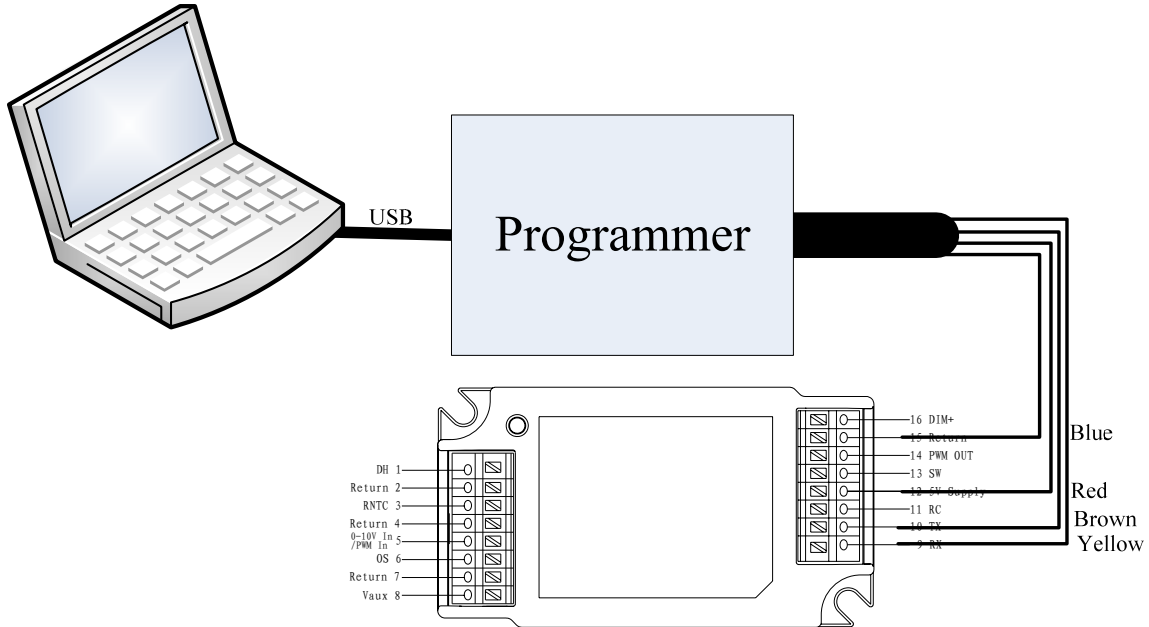 USB
Programmer
16 DIM+
15 Return
14 PWM OUT
13 SW
12 5V Supply
11 RC
10 TX
9 RX
Blue
Red
Brown
Yellow
DH 1
Return 2
RNTC 3
Return 4
0-10V In
/PWM In 5
OS 6
Return 7
Vaux 8